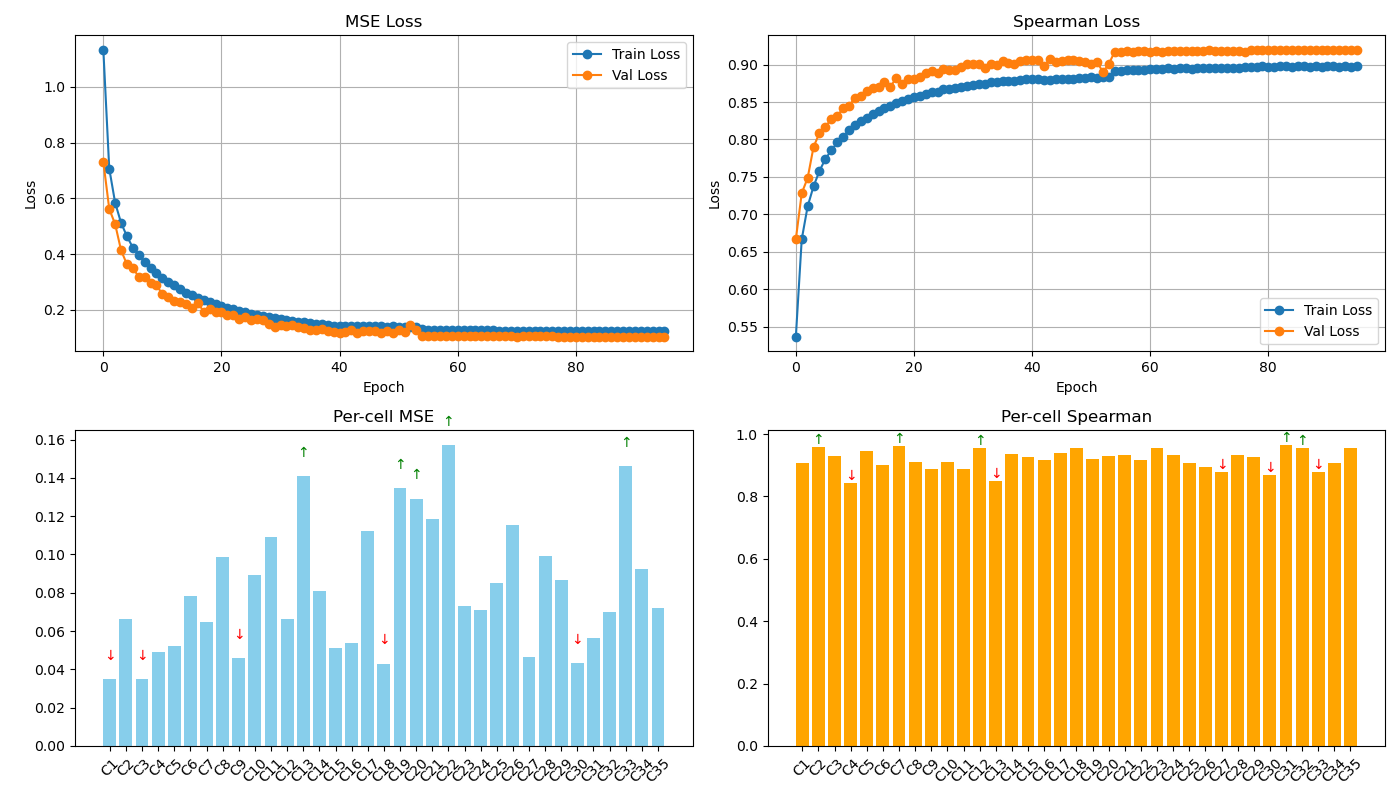 MSE Loss
Loss
1.0
0.8
0.6
0.4
0.2
Train Loss
Val Loss
0 20 40 60 80
Epoch
Spearman Loss
Loss
0.90
0.85
0.80
0.75
0.70
0.65
0.60
0.55
Train Loss
Val Loss
0 20 40 60 80
Epoch
Per-cell MSE
0.16
0.14
0.12
0.10
0.08
0.06
0.04
0.02
0.00
↓ ↓ ↓ ↑ ↓ ↑ ↑ ↑ ↓ ↑
C1 C2 C3 C4 C5 C6 C7 C8 C9 C10 C11 C12 C13 C14 C15 C16 C17 C18 C19 C20 C21 C22 C23 C24 C25 C26 C27 C28 C29 C30 C31 C32 C33 C34 C35
Per-cell Spearman
1.0
0.8
0.6
0.4
0.2
0.0
↑ ↓ ↑ ↑ ↓ ↓ ↓ ↑ ↑ ↓
C1 C2 C3 C4 C5 C6 C7 C8 C9 C10 C11 C12 C13 C14 C15 C16 C17 C18 C19 C20 C21 C22 C23 C24 C25 C26 C27 C28 C29 C30 C31 C32 C33 C34 C35